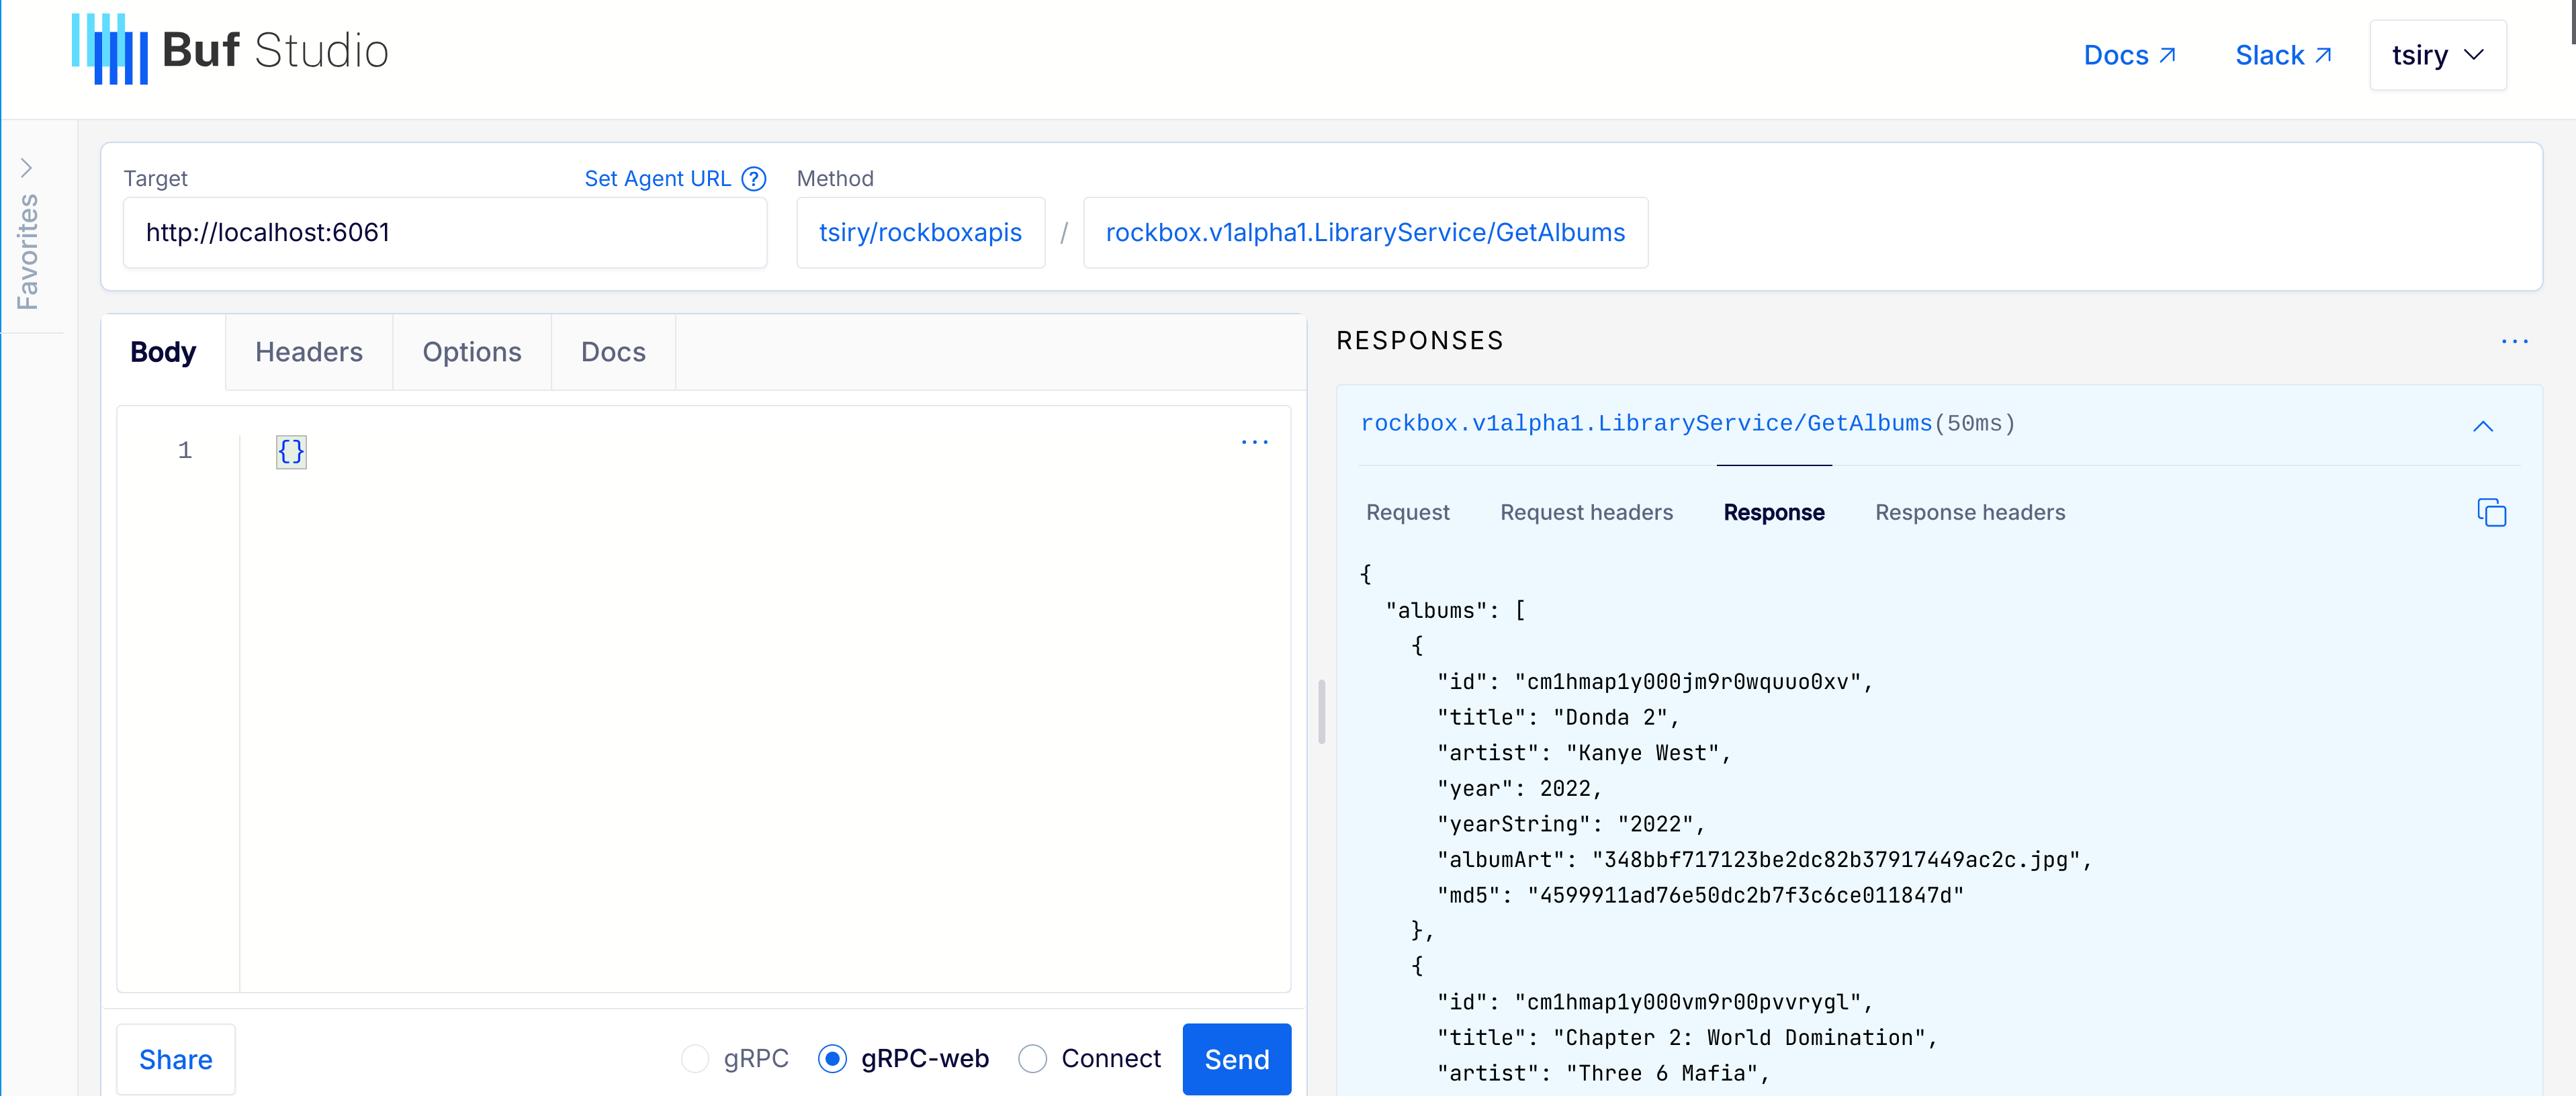 Buf Studio
Docs
Slack
tsiry
Favorites
Target
Set Agent URL ?
Method
http://localhost:6061
tsiry/rockboxapis / rockbox.v1alpha1.LibraryService/GetAlbums
Body
Headers
Options
Docs
1
{}
Share
gRPC
gRPC-web
Connect
Send
RESPONSES
rockbox.v1alpha1.LibraryService/GetAlbums(50ms)
Request
Request headers
Response
Response headers
{
"albums": [
{
"id": "cm1hmap1y000jm9r0wquuo0xv",
"title": "Donda 2",
"artist": "Kanye West",
"year": 2022,
"yearString": "2022",
"albumArt": "348bbf717123be2dc82b37917449ac2c.jpg",
"md5": "4599911ad76e50dc2b7f3c6ce011847d"
},
{
"id": "cm1hmap1y000vm9r00pvvrygl",
"title": "Chapter 2: World Domination",
"artist": "Three 6 Mafia",